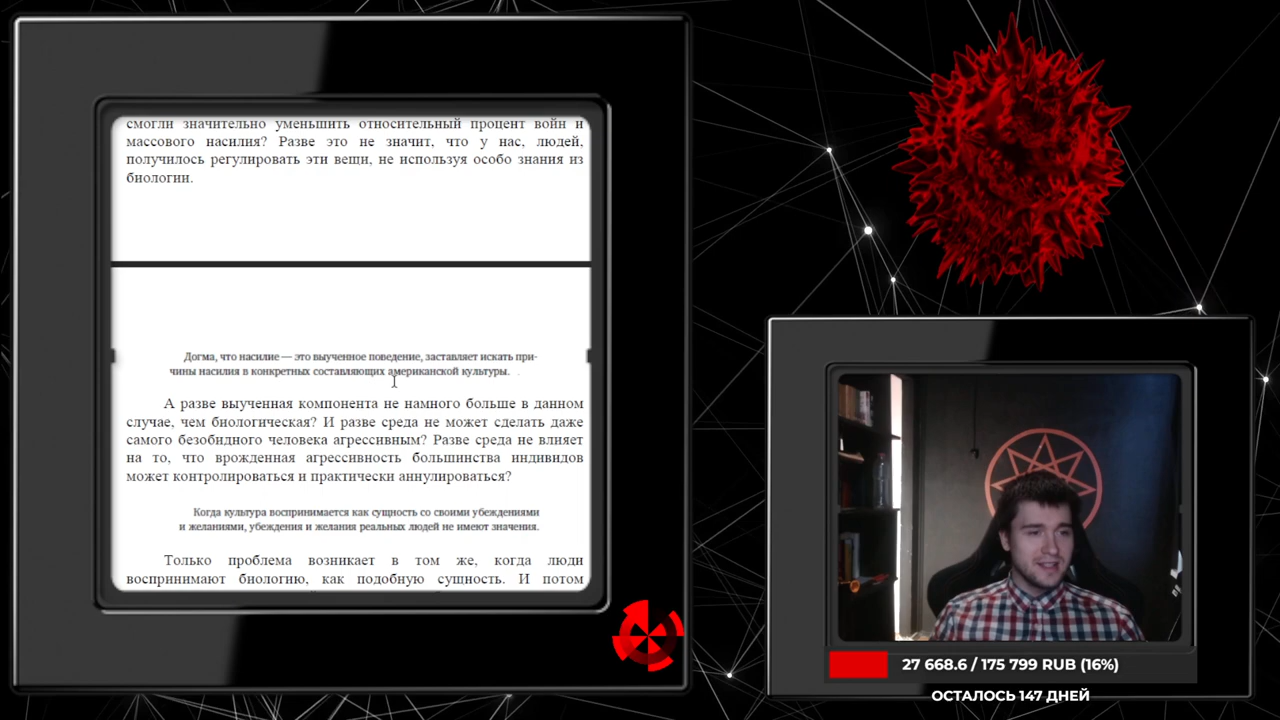 смогли значительно уменьшить относительный процент войн и
массового насилия? Разве это не значит, что у нас, людей,
получилось регулировать эти вещи, не используя особо знания из
биологии.
Догма, что насилие — это выученное поведение, заставляет искать при-
чины насилия в конкретных составляющих американской культуры.
А разве выученная компонента не намного больше в данном
случае, чем биологическая? И разве среда не может сделать даже
самого безобидного человека агрессивным? Разве среда не влияет
на то, что врожденная агрессивность большинства индивидов
может контролироваться и практически аннулироваться?
Когда культура воспринимается как сущность со своими убеждениями
и желаниями, убеждения и желания реальных людей не имеют значения.
Только проблема возникает в том же, когда люди
воспринимают биологию, как подобную сущность. И потом
27 668.6 / 175 799 RUB (16%)
ОСТАЛОСЬ 147 ДНЕЙ